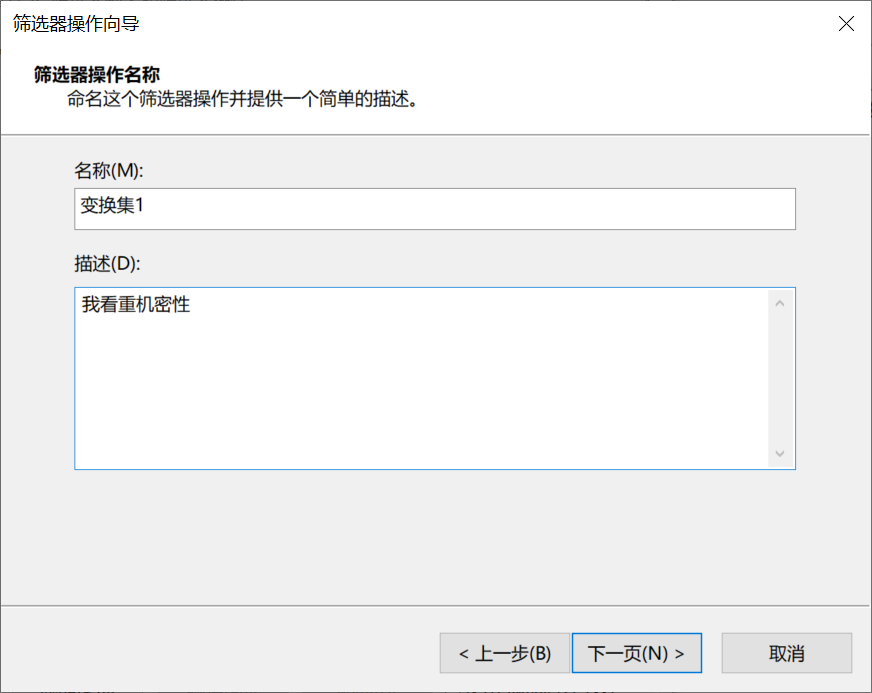 筛选器操作向导
筛选器操作名称
命名这个筛选器操作并提供一个简单的描述。
名称(M):
变换集1
描述(D):
我看重机密性
< 上一步(B)
下一页(N) >
取消